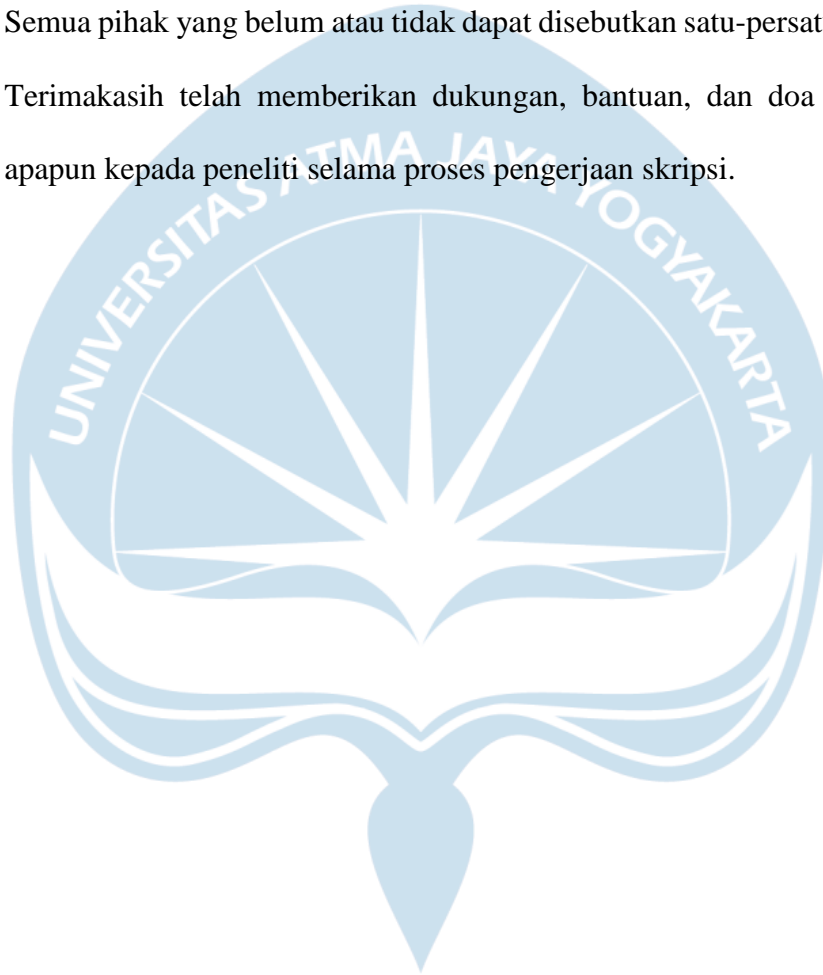 Semua pihak yang belum atau tidak dapat disebutkan satu-persat
Terimakasih telah memberikan dukungan, bantuan, dan doa
apapun kepada peneliti selama proses pengerjaan skripsi.
UNIVERSITAS ATMA JAYA YOGYAKARTA